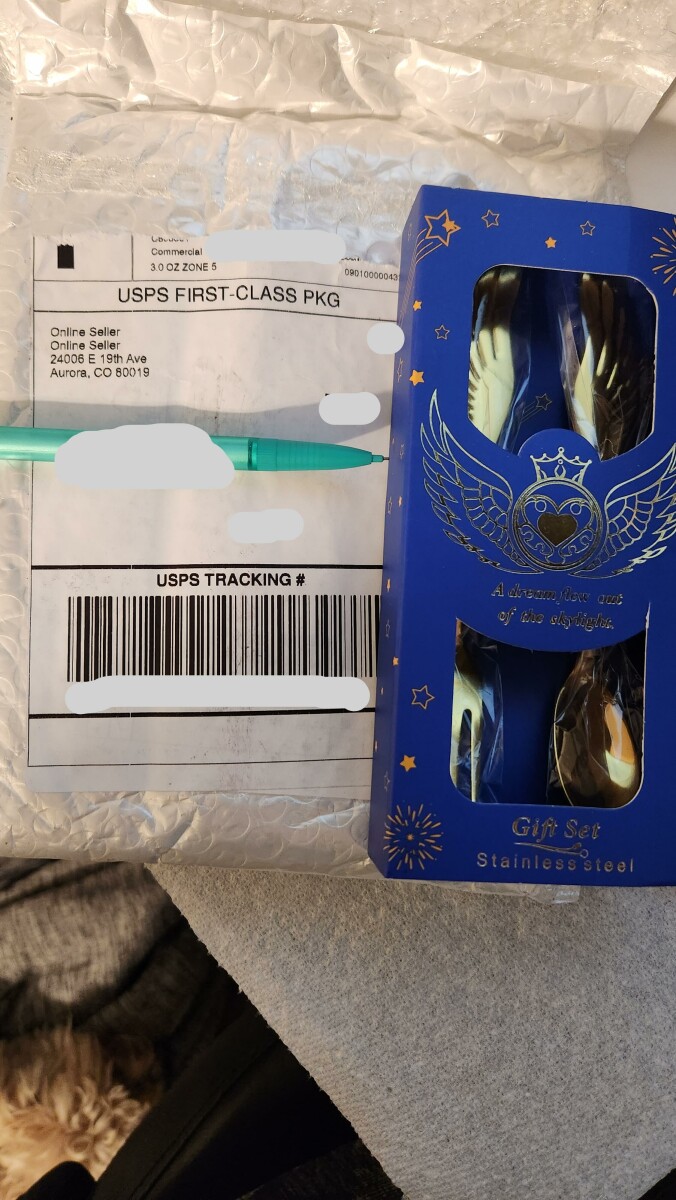 Commercial
3.0 OZ ZONE 5
USPS FIRST-CLASS PKG
Online Seller
Online Seller
24006 E 19th Ave
Aurora, CO 80019
USPS TRACKING #
A dream flew out
of the skylight.
Gift Set
Stainless steel